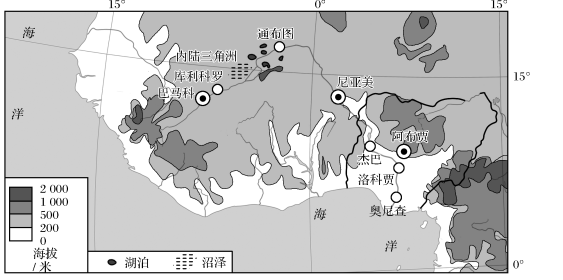 15°
0°
15°
海
通布图
内陆三角洲
库利科罗
巴马科
尼亚美
15°
洋
阿布贾
杰巴
洛科贾
奥尼查
海
洋
0°
2 000
1 000
500
200
0
海拔
/米
湖泊
沼泽